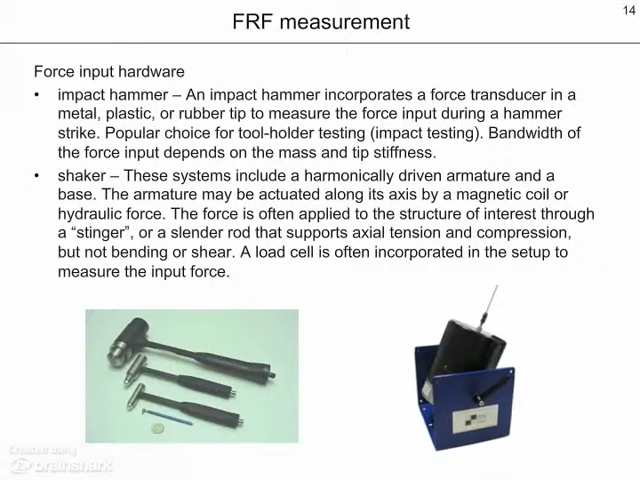 14
FRF measurement
Force input hardware
• impact hammer – An impact hammer incorporates a force transducer in a
metal, plastic, or rubber tip to measure the force input during a hammer
strike. Popular choice for tool-holder testing (impact testing). Bandwidth of
the force input depends on the mass and tip stiffness.
• shaker – These systems include a harmonically driven armature and a
base. The armature may be actuated along its axis by a magnetic coil or
hydraulic force. The force is often applied to the structure of interest through
a “stinger”, or a slender rod that supports axial tension and compression,
but not bending or shear. A load cell is often incorporated in the setup to
measure the input force.
Created using
brainshark